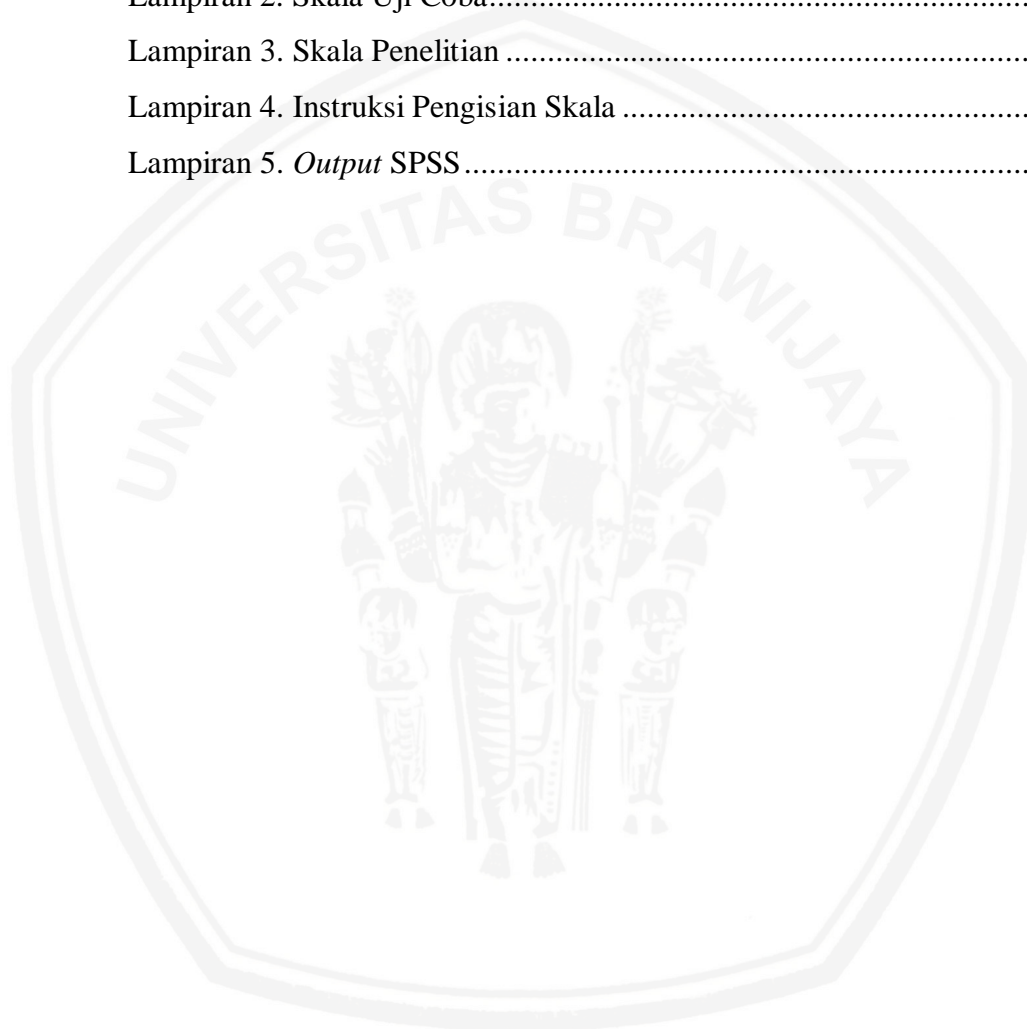 Lampiran 2. Skala Uji Coba....................................................................
Lampiran 3. Skala Penelitian ..................................................................
Lampiran 4. Instruksi Pengisian Skala ....................................................
Lampiran 5. Output SPSS.......................................................................
UNIVERSITAS BRAWIJAYA